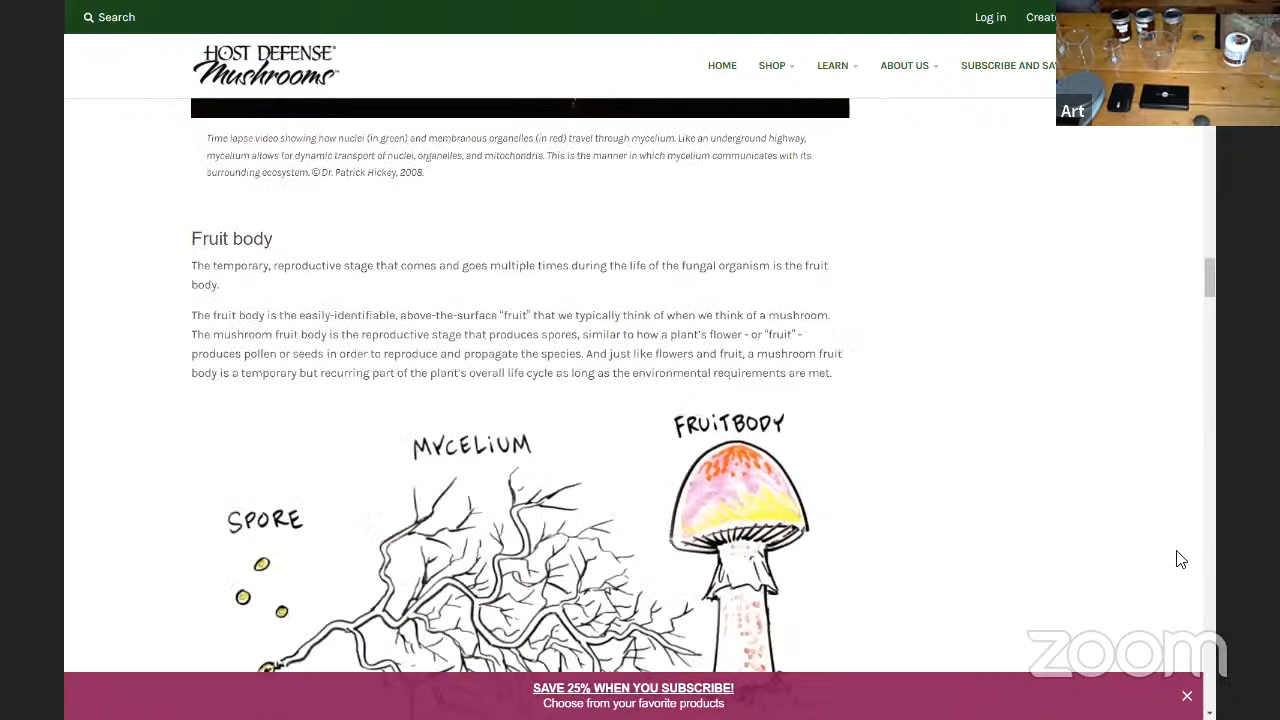 Search
Log in
Create
HOST DEFENSE®
Mushrooms™
HOME
SHOP
LEARN
ABOUT US
SUBSCRIBE AND SA
Art
Time lapse video showing how nuclei (in green) and membranous organelles (in red) travel through mycelium. Like an underground highway,
mycelium allows for dynamic transport of nuclei, organelles, and mitochondria. This is the manner in which mycelium communicates with its
surrounding ecosystem. © Dr. Patrick Hickey, 2008.
Fruit body
The temporary, reproductive stage that comes and goes multiple times during the life of the fungal organism is the fruit
body.
The fruit body is the easily-identifiable, above-the-surface “fruit” that we typically think of when we think of a mushroom.
The mushroom fruit body is the reproductive stage that produces spores, similar to how a plant's flower - or “fruit” -
produces pollen or seeds in order to reproduce and propagate the species. And just like flowers and fruit, a mushroom fruit
body is a temporary but recurring part of the plant's overall life cycle as long as the environmental requirements are met.
FRUITBODY
MYCELIUM
SPORE
zoom
SAVE 25% WHEN YOU SUBSCRIBE!
Choose from your favorite products